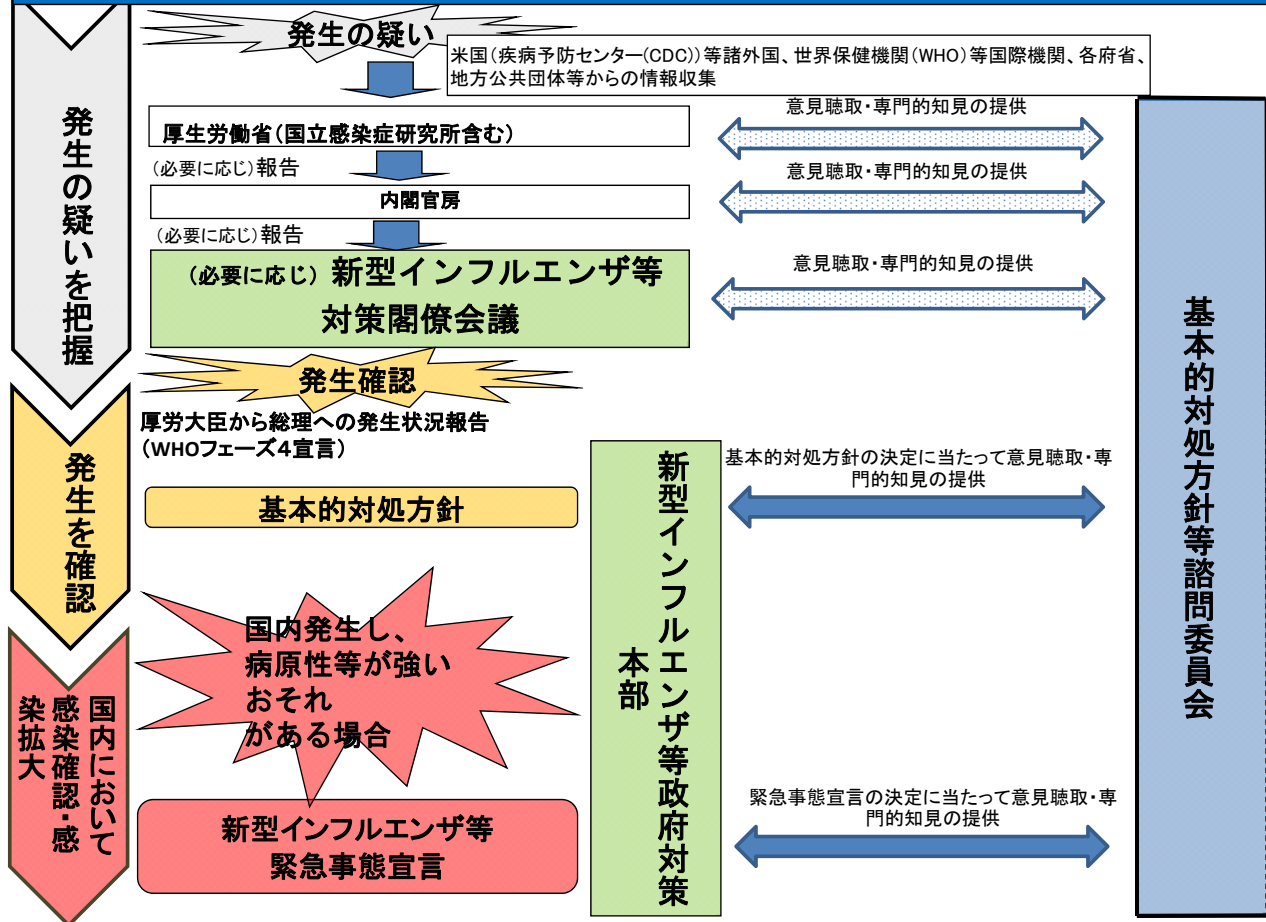 発生の疑い
米国(疾病予防センター(CDC))等諸外国、世界保健機関(WHO)等国際機関、各府省、
地方公共団体等からの情報収集
発生の疑いを把握
厚生労働省(国立感染症研究所含む)
意見聴取・専門的知見の提供
(必要に応じ)報告
内閣官房
意見聴取・専門的知見の提供
(必要に応じ)報告
(必要に応じ) 新型インフルエンザ等
対策閣僚会議
意見聴取・専門的知見の提供
基本的対処方針等諮問委員会
発生確認
厚労大臣から総理への発生状況報告
(WHOフェーズ4宣言)
発生を確認
基本的対処方針
新型インフルエンザ等政府対策
本部
基本的対処方針の決定に当たって意見聴取・専
門的知見の提供
国内発生し、
病原性等が強い
おそれ
がある場合
国内において
感染確認・感
染拡大
新型インフルエンザ等
緊急事態宣言
緊急事態宣言の決定に当たって意見聴取・専
門的知見の提供